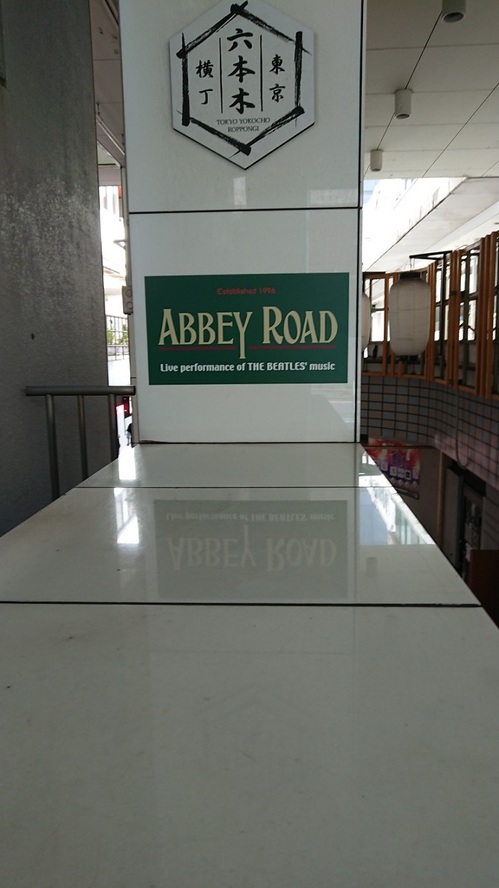 東京
六本木
横丁
TOKYO YOKOCHO
ROPPONGI
Established 1996
ABBEY ROAD
Live performance of THE BEATLES' music